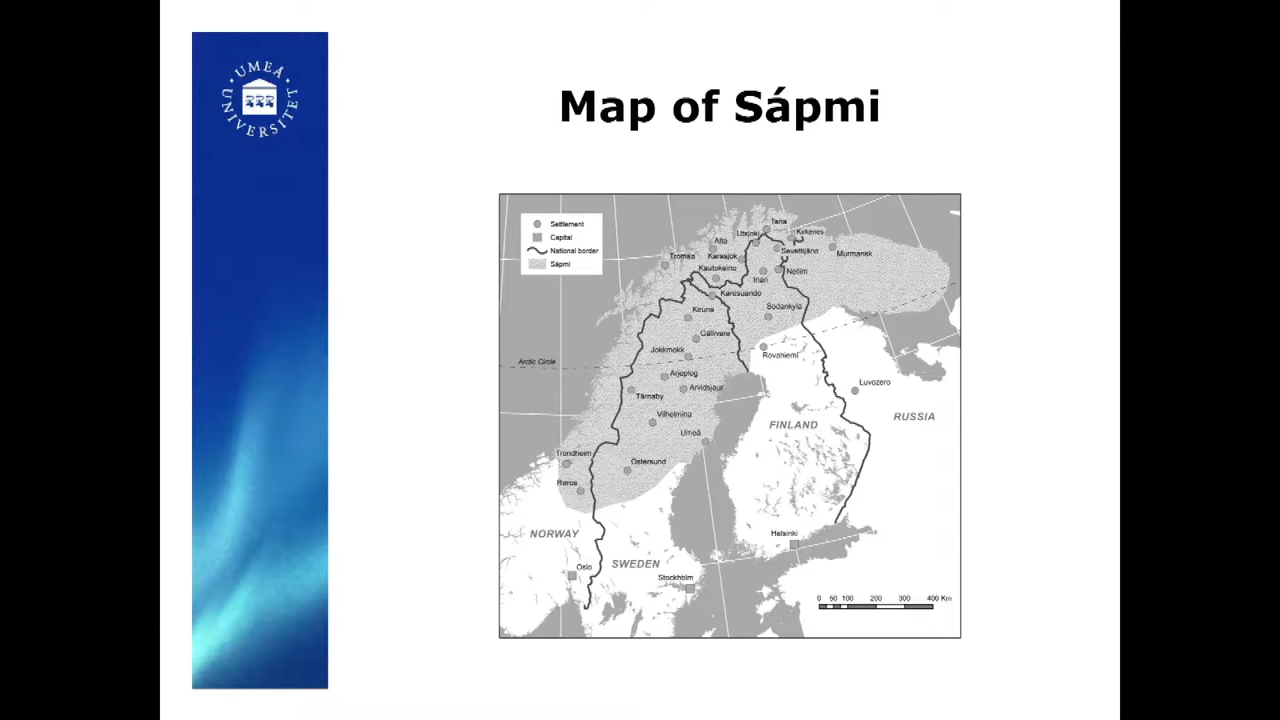 UMEÅ UNIVERSITET
Map of Sápmi
Settlement
Capital
National border
Sápmi
Tana
Utsjoki
Kirkenes
Alta
Karasjok
Sevettijärvi
Murmansk
Tromsø
Kautokeino
Inari
Nellim
Karesuando
Kiruna
Sodankylä
Gällivare
Jokkmokk
Rovaniemi
Arctic Circle
Arjeplog
Arvidsjaur
Luvozero
Tärnaby
Vilhelmina
RUSSIA
FINLAND
Umeå
Trondheim
Östersund
Røros
NORWAY
Helsinki
SWEDEN
Oslo
Stockholm
0 50 100 200 300 400 Km